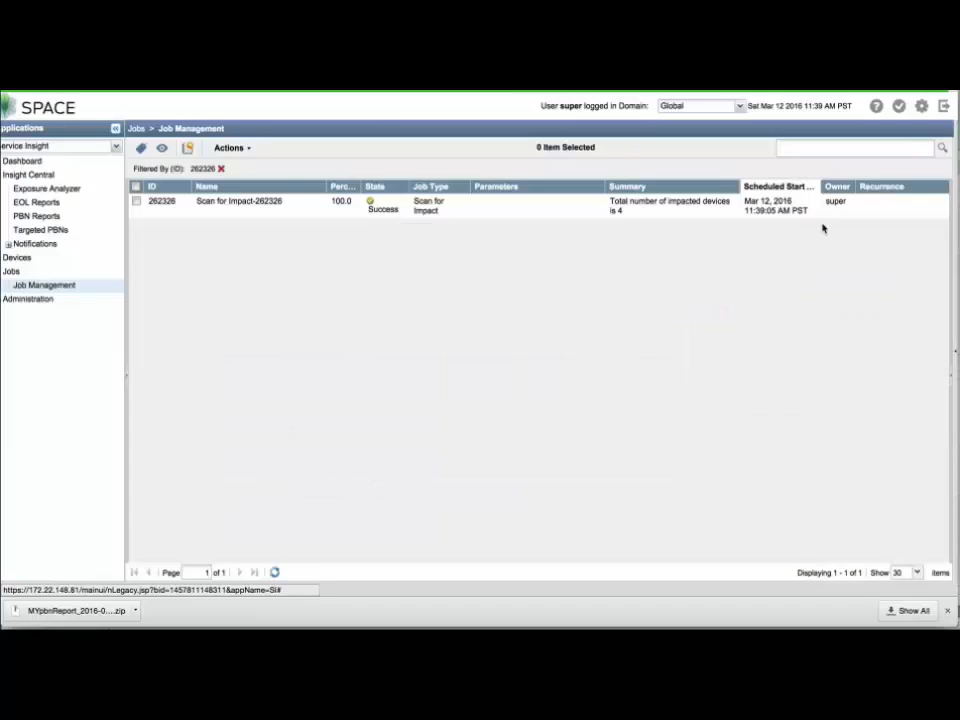 SPACE
User super logged in Domain: Global Sat Mar 12 2016 11:39 AM PST
pplications
Jobs > Job Management
ervice Insight
Actions
0 Item Selected
Dashboard
Insight Central
Filtered By (ID): 262326
Exposure Analyzer
ID Name Perc... State Job Type Parameters Summary Scheduled Start ... Owner Recurrence
EOL Reports
262326 Scan for Impact-262326 100.0 Success Scan for Impact Total number of impacted devices is 4 Mar 12, 2016 11:39:05 AM PST super
PBN Reports
Targeted PBNs
Notifications
Devices
Jobs
Job Management
Administration
Page 1 of 1
Displaying 1 - 1 of 1 Show 30 items
https://172.22.148.81/mainui/nLegacy.jsp?bid=1457811148311&appName=SI#
MYpbnReport_2016-0....zip
Show All